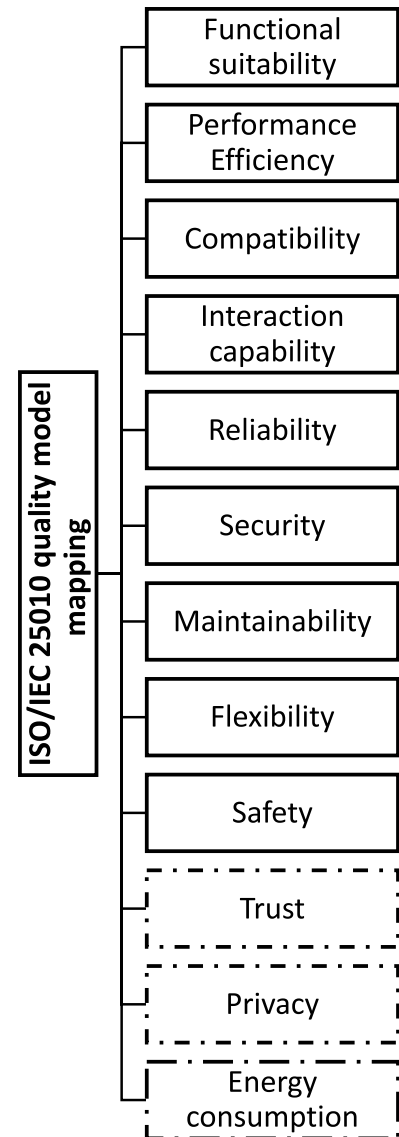 Functional
suitability
Performance
Efficiency
Compatibility
Interaction
capability
Reliability
Security
ISO/IEC 25010 quality model
mapping
Maintainability
Flexibility
Safety
Trust
Privacy
Energy
consumption